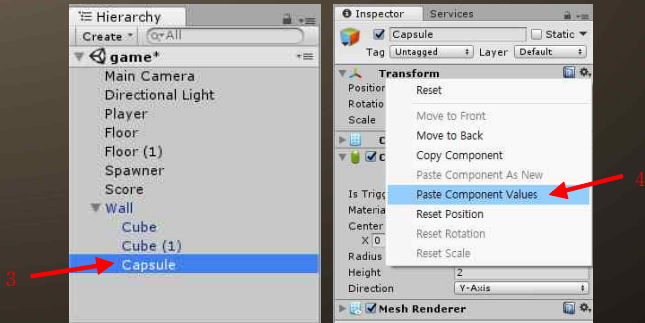 Hierarchy
Create
All
game*
Main Camera
Directional Light
Player
Floor
Floor (1)
Spawner
Score
Wall
Cube
Cube (1)
Capsule
3
Inspector Services
Capsule Static
Tag Untagged Layer Default
Transform
Reset
Rotatio
Scale
Move to Front
Move to Back
Copy Component
Paste Component As New
Paste Component Values
4
Is Trigg
Materia
Reset Position
Center
Reset Rotation
X 0
Reset Scale
Radius
Height 2
Direction Y-Axis
Mesh Renderer